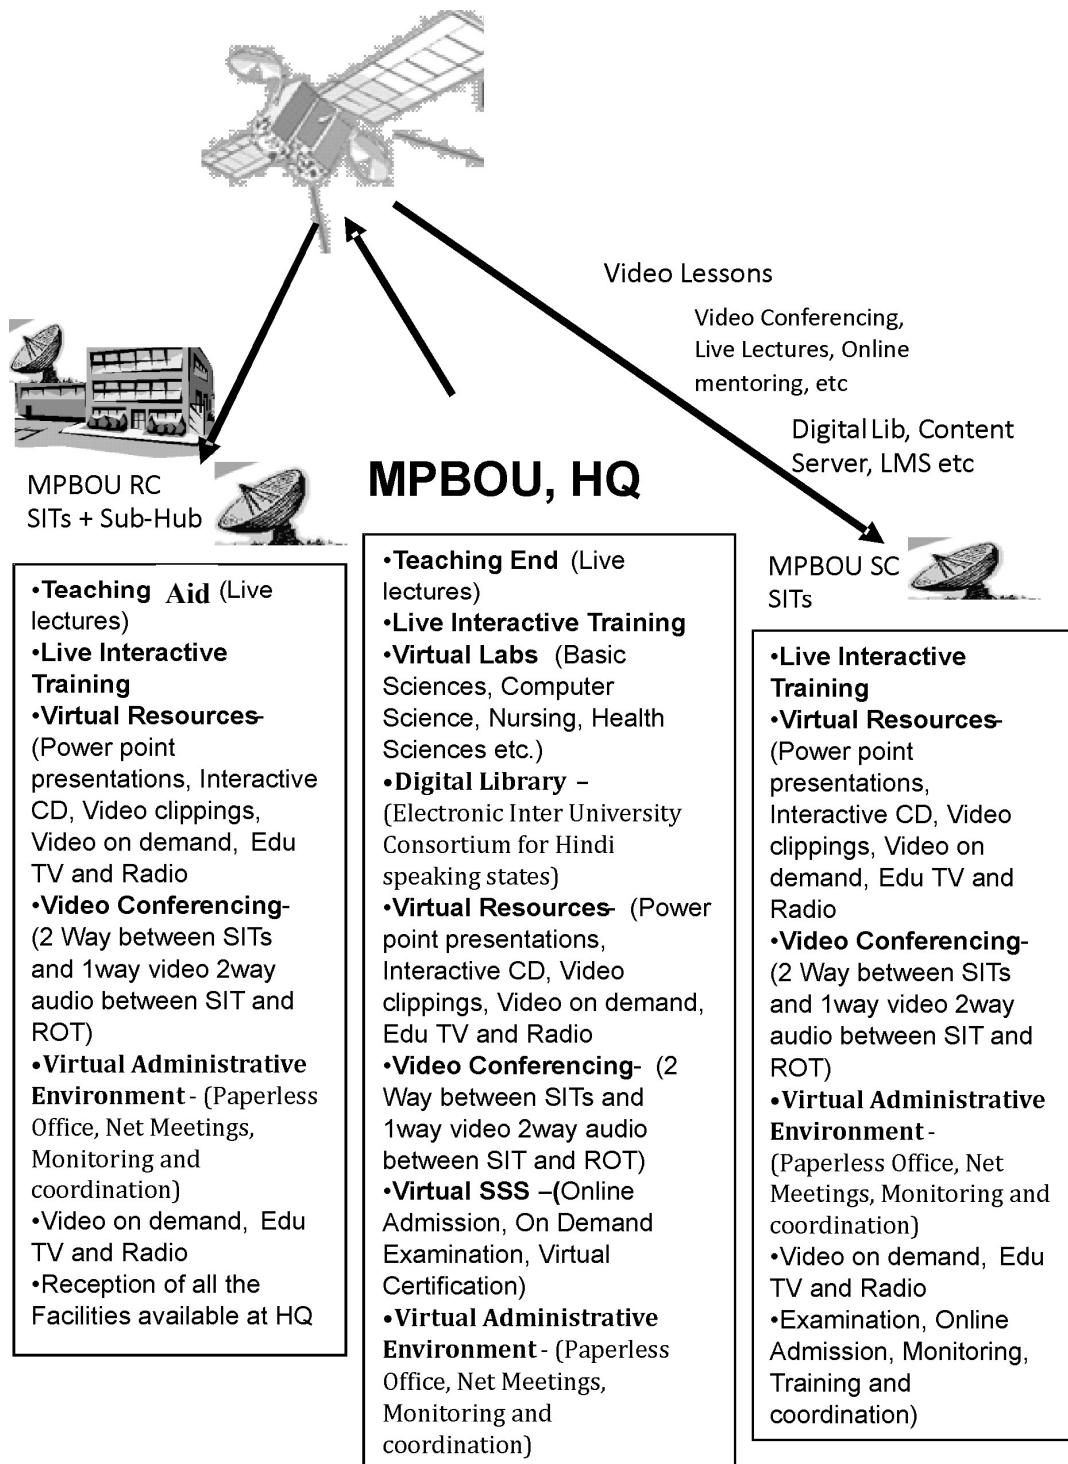 Video Lessons
Video Conferencing,
Live Lectures, Online
mentoring, etc
Digital Lib, Content
Server, LMS etc
MPBOU RC
SITs + Sub-Hub
MPBOU, HQ
MPBOU SC
SITs
•Teaching Aid (Live
lectures)
•Live Interactive
Training
•Virtual Resources-
(Power point
presentations, Interactive
CD, Video clippings,
Video on demand, Edu
TV and Radio
•Video Conferencing-
(2 Way between SITs
and 1way video 2way
audio between SIT and
ROT)
•Virtual Administrative
Environment - (Paperless
Office, Net Meetings,
Monitoring and
coordination)
•Video on demand, Edu
TV and Radio
•Reception of all the
Facilities available at HQ
•Teaching End (Live
lectures)
•Live Interactive Training
•Virtual Labs (Basic
Sciences, Computer
Science, Nursing, Health
Sciences etc.)
•Digital Library –
(Electronic Inter University
Consortium for Hindi
speaking states)
•Virtual Resources- (Power
point presentations,
Interactive CD, Video
clippings, Video on demand,
Edu TV and Radio
•Video Conferencing- (2
Way between SITs and
1way video 2way audio
between SIT and ROT)
•Virtual SSS –(Online
Admission, On Demand
Examination, Virtual
Certification)
•Virtual Administrative
Environment - (Paperless
Office, Net Meetings,
Monitoring and
coordination)
•Live Interactive
Training
•Virtual Resources-
(Power point
presentations,
Interactive CD, Video
clippings, Video on
demand, Edu TV and
Radio
•Video Conferencing-
(2 Way between SITs
and 1way video 2way
audio between SIT and
ROT)
•Virtual Administrative
Environment -
(Paperless Office, Net
Meetings, Monitoring and
coordination)
•Video on demand, Edu
TV and Radio
•Examination, Online
Admission, Monitoring,
Training and
coordination)